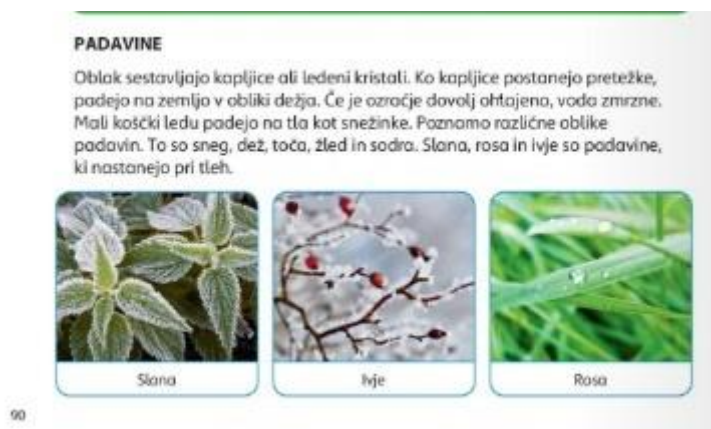 PADAVINE
Oblak sestavljajo kapljice ali ledeni kristali. Ko kapljice postanejo pretežke,
padejo na zemljo v obliki dežja. Če je ozračje dovolj ohlajeno, voda zmrzne.
Mali koščki ledu padejo na tla kot snežinke. Poznamo različne oblike
padavin. To so sneg, dež, toča, žled in sodra. Slana, rosa in ivje so padavine,
ki nastanejo pri tleh.
Slana
Ivje
Rosa
90